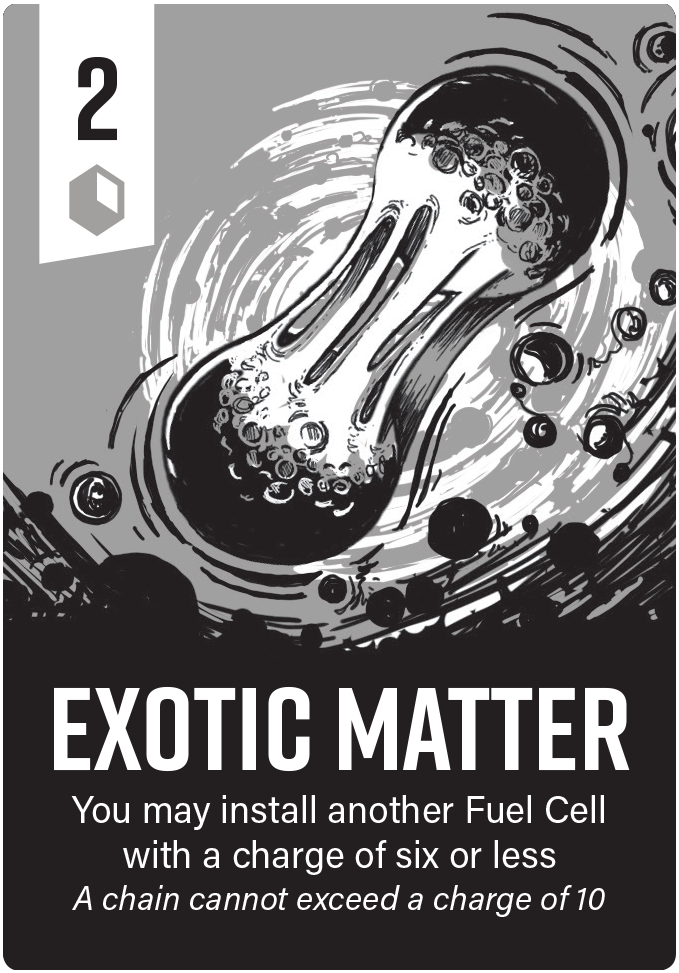 2
EXOTIC MATTER
You may install another Fuel Cell
with a charge of six or less
A chain cannot exceed a charge of 10